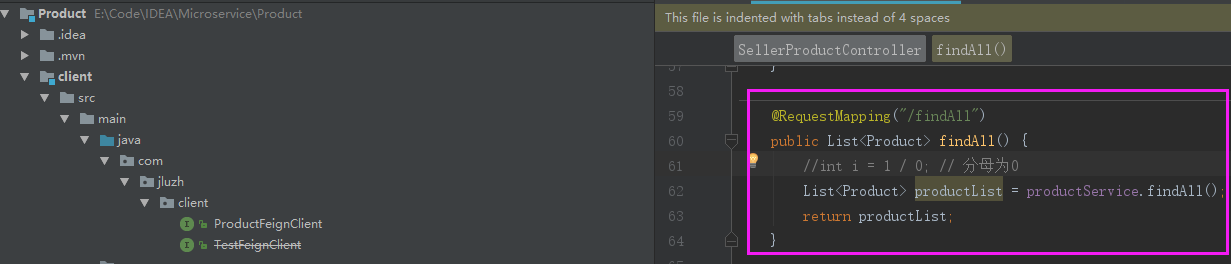 Product E:\Code\IDEA\Microservice\Product
.idea
.mvn
client
src
main
java
com
jluzh
client
ProductFeignClient
TestFeignClient
This file is indented with tabs instead of 4 spaces
SellerProductController findAll()
57 }
58
59 @RequestMapping("/findAll")
60 public List<Product> findAll() {
61 //int i = 1 / 0; // 分母为0
62 List<Product> productList = productService.findAll();
63 return productList;
64 }
65